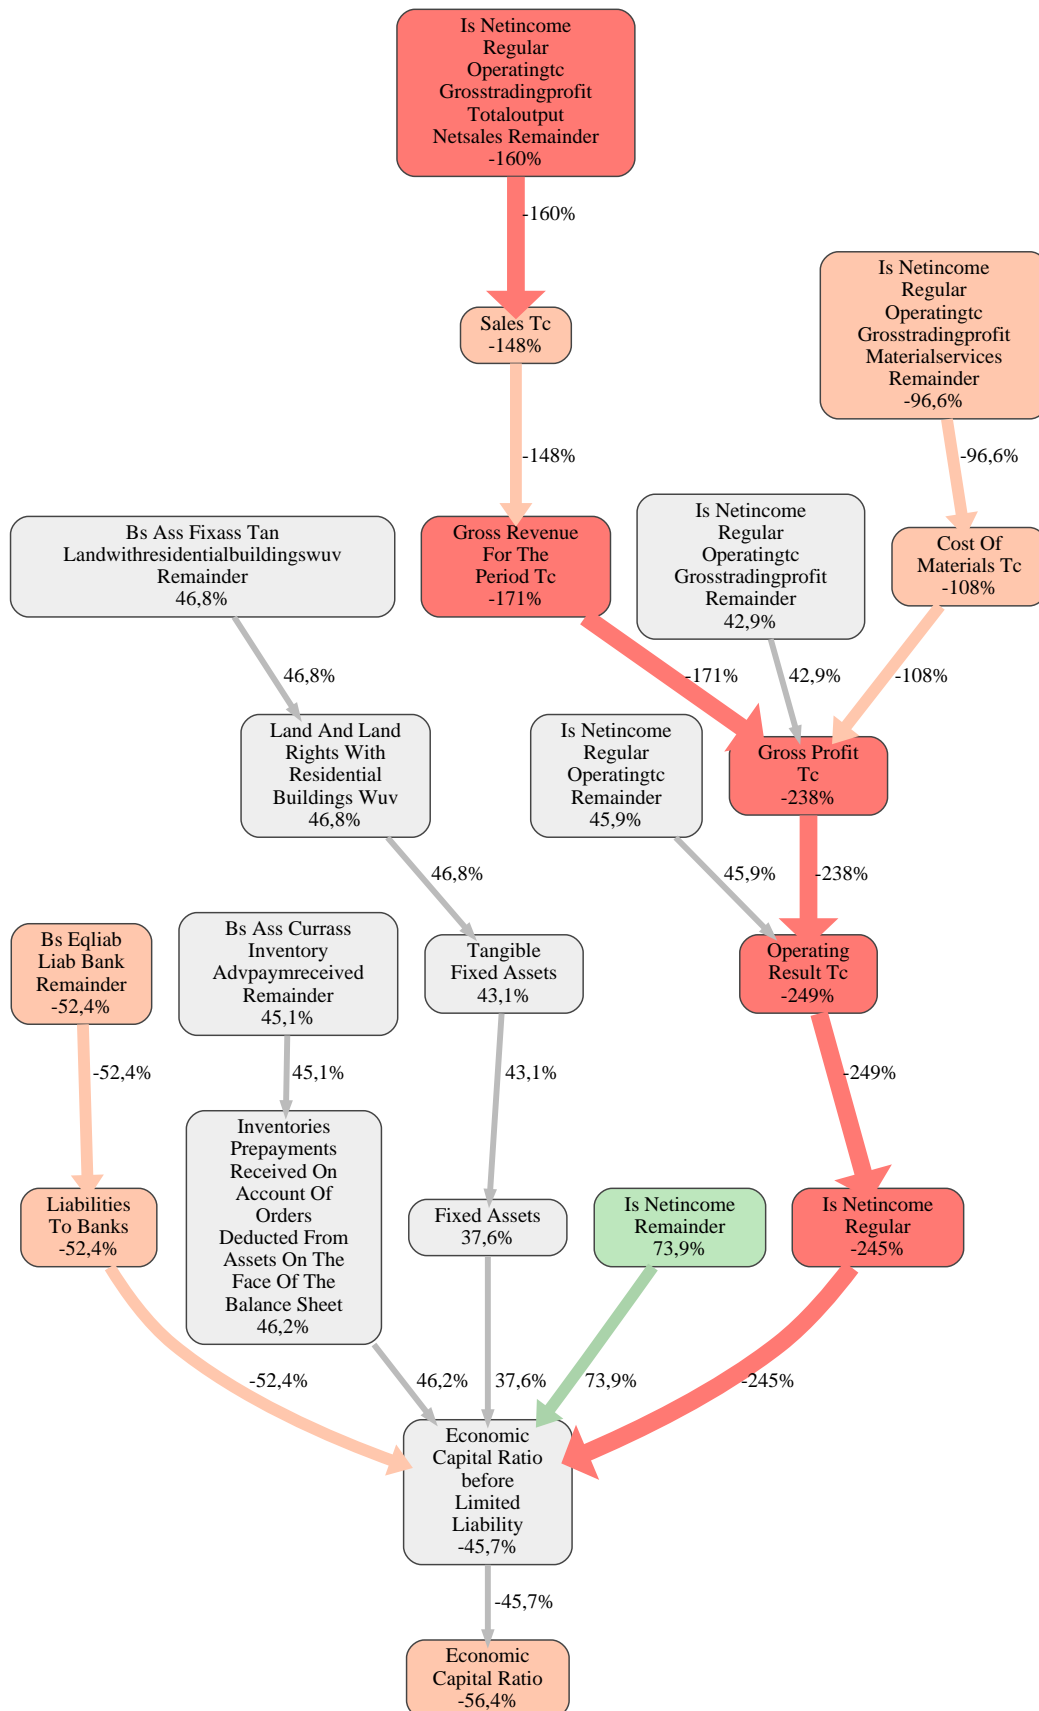 Is Netincome
Regular
Operatingtc
Grosstradingprofit
Totaloutput
Netsales Remainder
-160%
-160%
Is Netincome
Regular
Operatingtc
Grosstradingprofit
Materialservices
Remainder
-96,6%
Sales Tc
-148%
-148%
-96,6%
Bs Ass Fixass Tan
Landwithresidentialbuildingswuv
Remainder
46,8%
Gross Revenue
For The
Period Tc
-171%
Is Netincome
Regular
Operatingtc
Grosstradingprofit
Remainder
42,9%
Cost Of
Materials Tc
-108%
46,8%
-171%
42,9%
-108%
Land And Land
Rights With
Residential
Buildings Wuv
46,8%
Is Netincome
Regular
Operatingtc
Remainder
45,9%
Gross Profit
Tc
-238%
46,8%
45,9%
-238%
Bs Eqliab
Liab Bank
Remainder
-52,4%
Bs Ass Currass
Inventory
Advpaymreceived
Remainder
45,1%
Tangible
Fixed Assets
43,1%
Operating
Result Tc
-249%
-52,4%
45,1%
43,1%
-249%
Liabilities
To Banks
-52,4%
Inventories
Prepayments
Received On
Account Of
Orders
Deducted From
Assets On The
Face Of The
Balance Sheet
46,2%
Fixed Assets
37,6%
Is Netincome
Remainder
73,9%
Is Netincome
Regular
-245%
-52,4%
46,2%
37,6%
73,9%
-245%
Economic
Capital Ratio
before
Limited
Liability
-45,7%
-45,7%
Economic
Capital Ratio
-56,4%